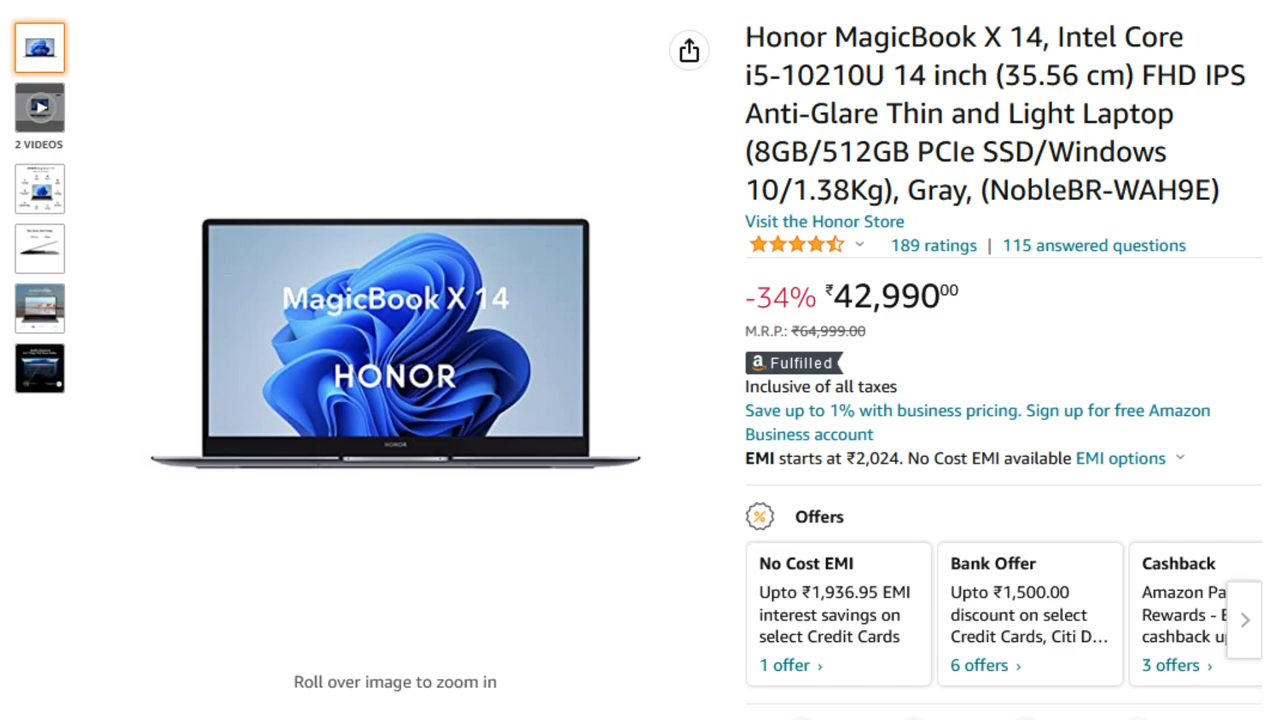 2 VIDEOS
MagicBook X 14
HONOR
HONOR
Roll over image to zoom in
Honor MagicBook X 14, Intel Core
i5-10210U 14 inch (35.56 cm) FHD IPS
Anti-Glare Thin and Light Laptop
(8GB/512GB PCIe SSD/Windows
10/1.38Kg), Gray, (NobleBR-WAH9E)
Visit the Honor Store
189 ratings | 115 answered questions
-34% ₹42,99000
M.R.P.: ₹64,999.00
a Fulfilled
Inclusive of all taxes
Save up to 1% with business pricing. Sign up for free Amazon
Business account
EMI starts at ₹2,024. No Cost EMI available EMI options
% Offers
No Cost EMI
Upto ₹1,936.95 EMI
interest savings on
select Credit Cards
1 offer ›
Bank Offer
Upto ₹1,500.00
discount on select
Credit Cards, Citi D...
6 offers ›
Cashback
Amazon Pa
Rewards -
cashback
3 offers ›